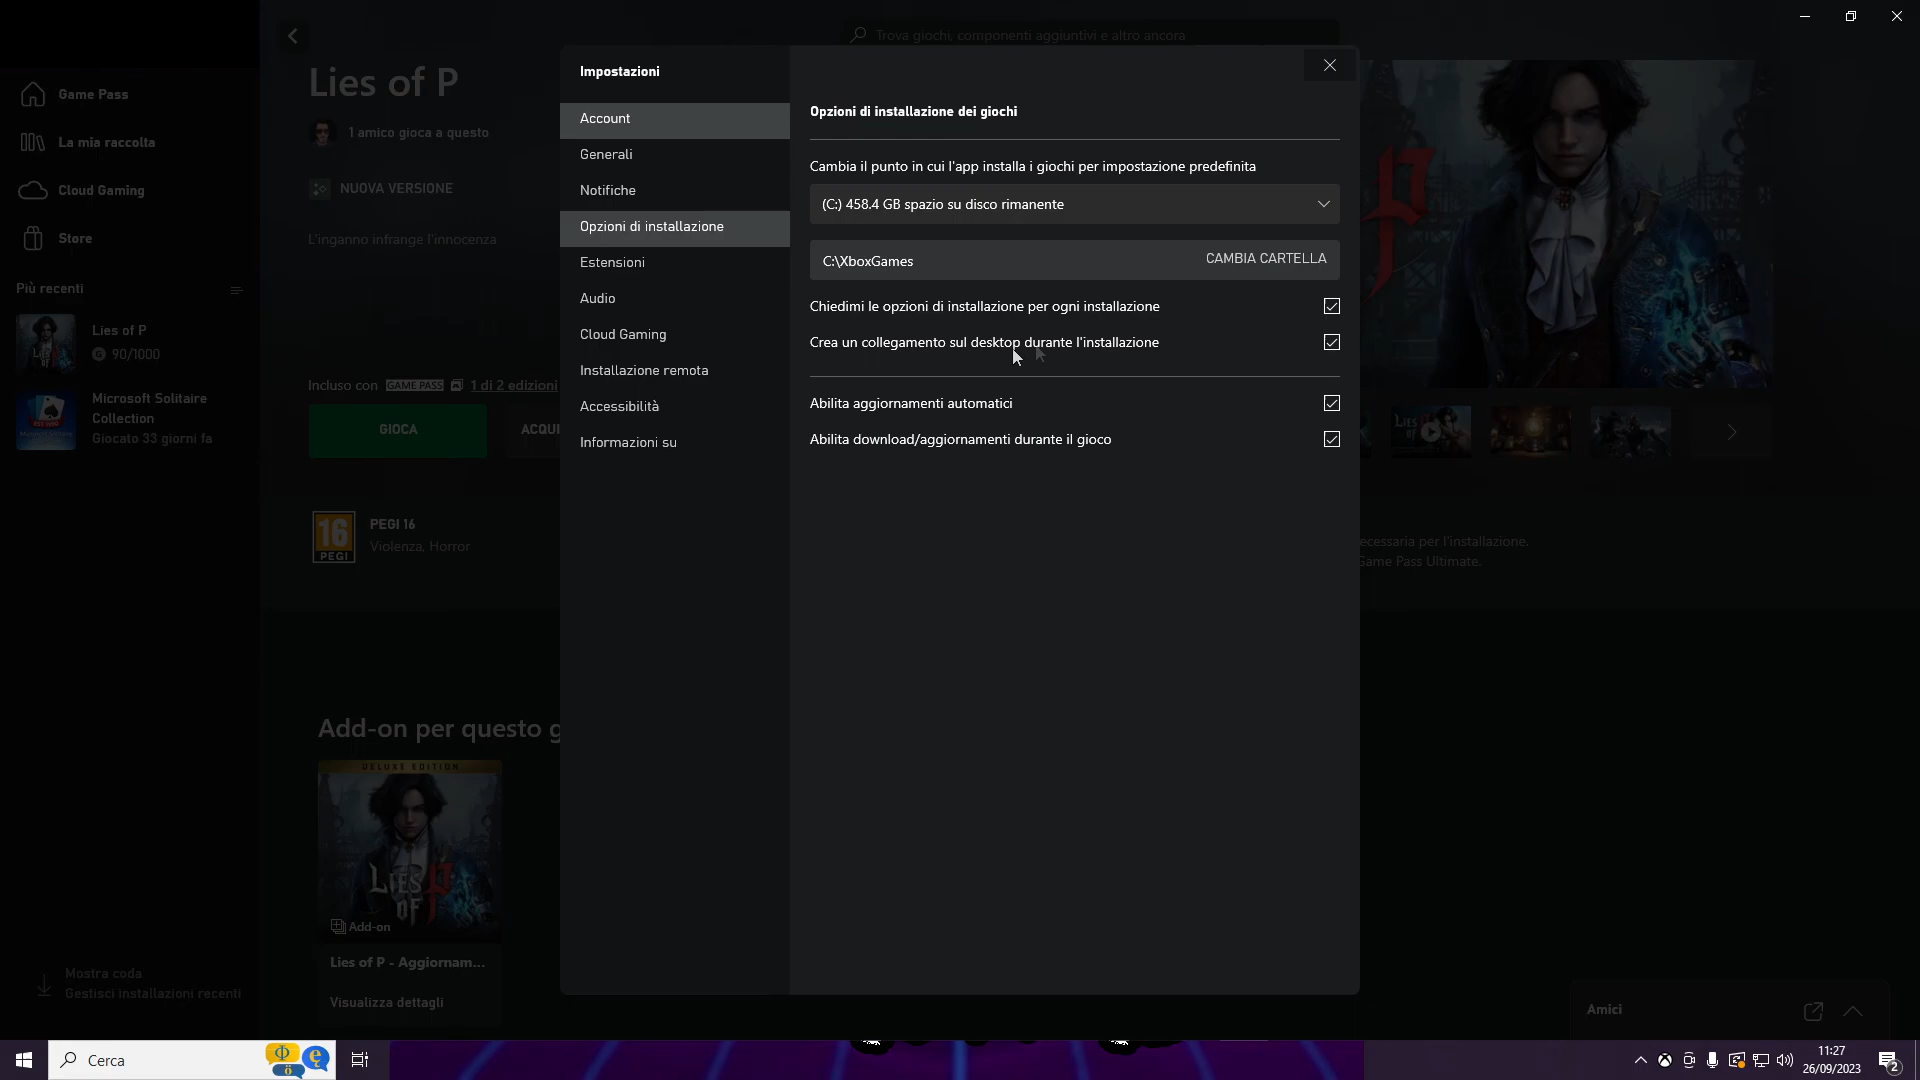 Trova giochi, componenti aggiuntivi e altro ancora
Game Pass
La mia raccolta
Cloud Gaming
Store
Più recenti
Lies of P
90/1000
Microsoft Solitaire
Collection
Giocato 33 giorni fa
Mostra coda
Gestisci installazioni recenti
Lies of P
1 amico gioca a questo
NUOVA VERSIONE
L'inganno infrange l'innocenza
Incluso con GAME PASS 1 di 2 edizioni
GIOCA
ACQUI
16
PEGI
PEGI 16
Violenza, Horror
Add-on per questo g
DELUXE EDITION
LIES OF P
Add-on
Lies of P - Aggiornam...
Visualizza dettagli
Impostazioni
Account
Generali
Notifiche
Opzioni di installazione
Estensioni
Audio
Cloud Gaming
Installazione remota
Accessibilità
Informazioni su
Opzioni di installazione dei giochi
Cambia il punto in cui l'app installa i giochi per impostazione predefinita
(C:) 458.4 GB spazio su disco rimanente
C:\XboxGames
CAMBIA CARTELLA
Chiedimi le opzioni di installazione per ogni installazione
Crea un collegamento sul desktop durante l'installazione
Abilita aggiornamenti automatici
Abilita download/aggiornamenti durante il gioco
ecessaria per l'installazione.
Game Pass Ultimate.
Amici
Cerca
11:27
26/09/2023
2